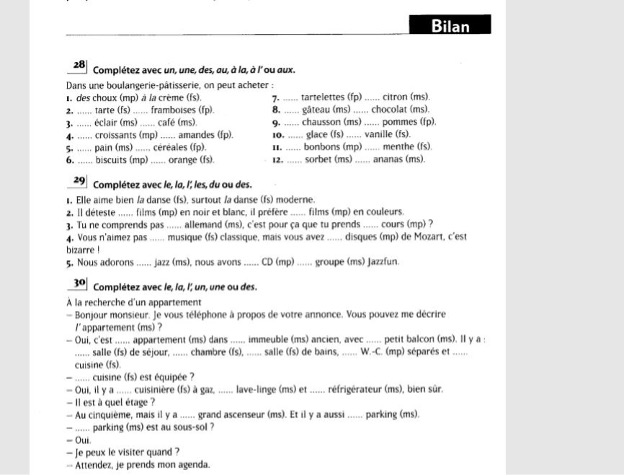 Bilan
28 Complétez avec un, une, des, au, à la, à l' ou aux.
Dans une boulangerie-pâtisserie, on peut acheter :
1. des choux (mp) à la crème (fs).
2. ...... tarte (fs) ...... framboises (fp).
3. ...... éclair (ms) ...... café (ms).
4. ...... croissants (mp) ...... amandes (fp).
5. ...... pain (ms) ...... céréales (fp).
6. ...... biscuits (mp) ...... orange (fs).
7. ...... tartelettes (fp) ...... citron (ms).
8. ...... gâteau (ms) ...... chocolat (ms).
9. ...... chausson (ms) ...... pommes (fp).
10. ...... glace (fs) ...... vanille (fs).
11. ...... bonbons (mp) ...... menthe (fs).
12. ...... sorbet (ms) ...... ananas (ms).
29 Complétez avec le, la, l', les, du ou des.
1. Elle aime bien la danse (fs), surtout la danse (fs) moderne.
2. Il déteste ...... films (mp) en noir et blanc, il préfère ...... films (mp) en couleurs.
3. Tu ne comprends pas ...... allemand (ms), c'est pour ça que tu prends ...... cours (mp) ?
4. Vous n'aimez pas ...... musique (fs) classique, mais vous avez ...... disques (mp) de Mozart, c'est
bizarre !
5. Nous adorons ...... jazz (ms), nous avons ...... CD (mp) ...... groupe (ms) Jazzfun.
30 Complétez avec le, la, l', un, une ou des.
À la recherche d'un appartement
– Bonjour monsieur. Je vous téléphone à propos de votre annonce. Vous pouvez me décrire
l'appartement (ms) ?
– Oui, c'est ...... appartement (ms) dans ...... immeuble (ms) ancien, avec ...... petit balcon (ms). Il y a :
...... salle (fs) de séjour, ...... chambre (fs), ...... salle (fs) de bains, ...... W.-C. (mp) séparés et ......
cuisine (fs).
– ...... cuisine (fs) est équipée ?
– Oui, il y a ...... cuisinière (fs) à gaz, ...... lave-linge (ms) et ...... réfrigérateur (ms), bien sûr.
– Il est à quel étage ?
– Au cinquième, mais il y a ...... grand ascenseur (ms). Et il y a aussi ...... parking (ms).
– ...... parking (ms) est au sous-sol ?
– Oui.
– Je peux le visiter quand ?
– Attendez, je prends mon agenda.